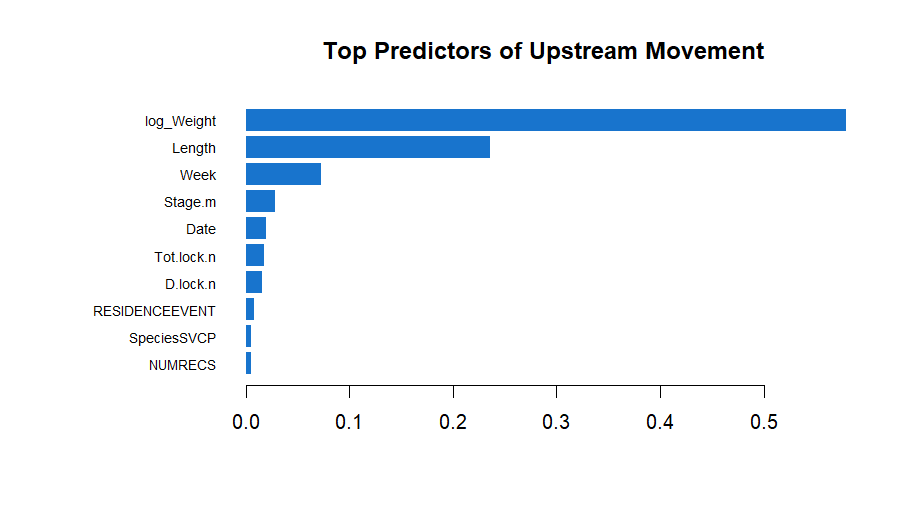 Top Predictors of Upstream Movement
log_Weight
Length
Week
Stage.m
Date
Tot.lock.n
D.lock.n
RESIDENCEEVENT
SpeciesSVCP
NUMRECS
0.0 0.1 0.2 0.3 0.4 0.5